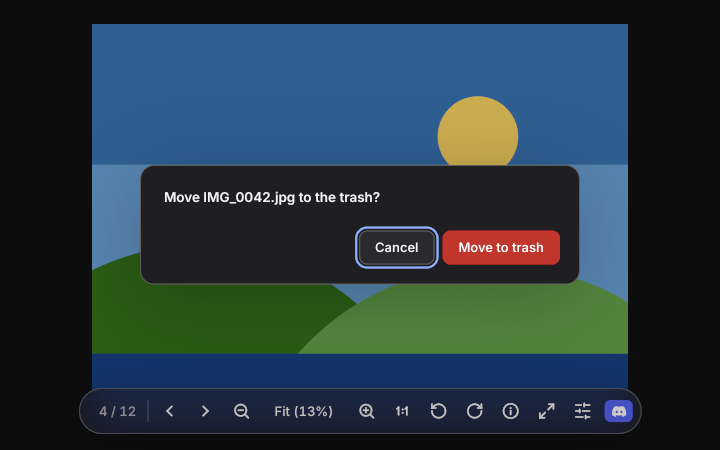 Move IMG_0042.jpg to the trash?
Cancel
Move to trash
4 / 12
Fit (13%)
1:1